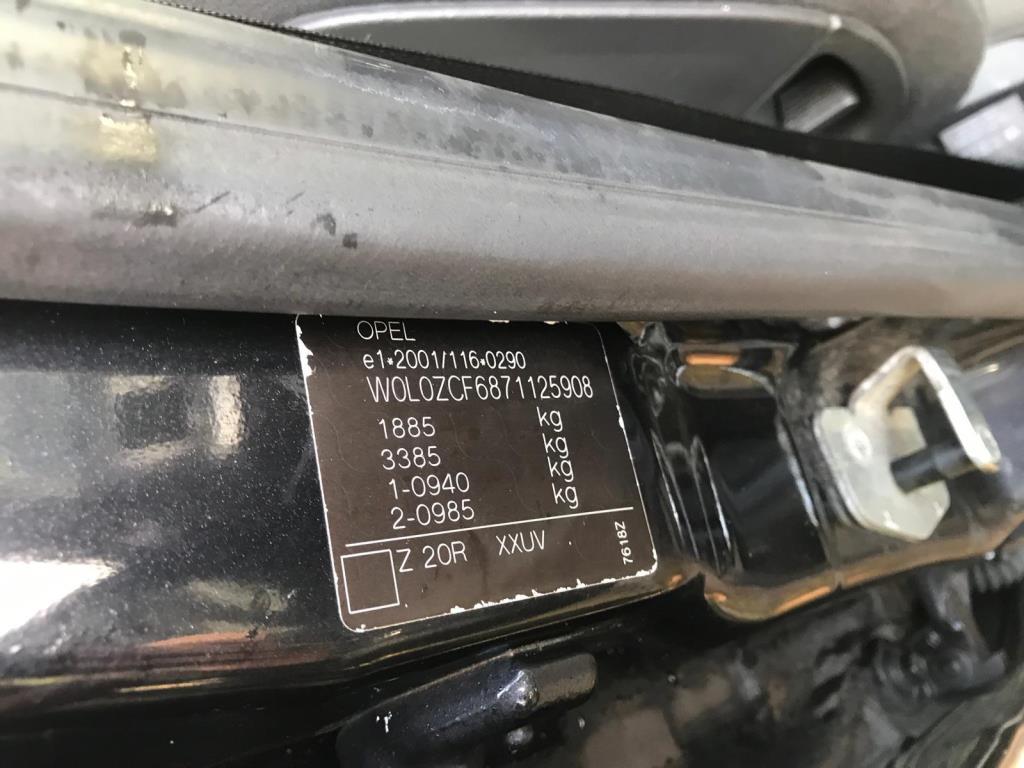 OPEL
e1*2001/116*0290
W0L0ZCF6871125908
1885 kg
3385 kg
1-0940 kg
2-0985 kg
Z 20R XXUV
7618Z